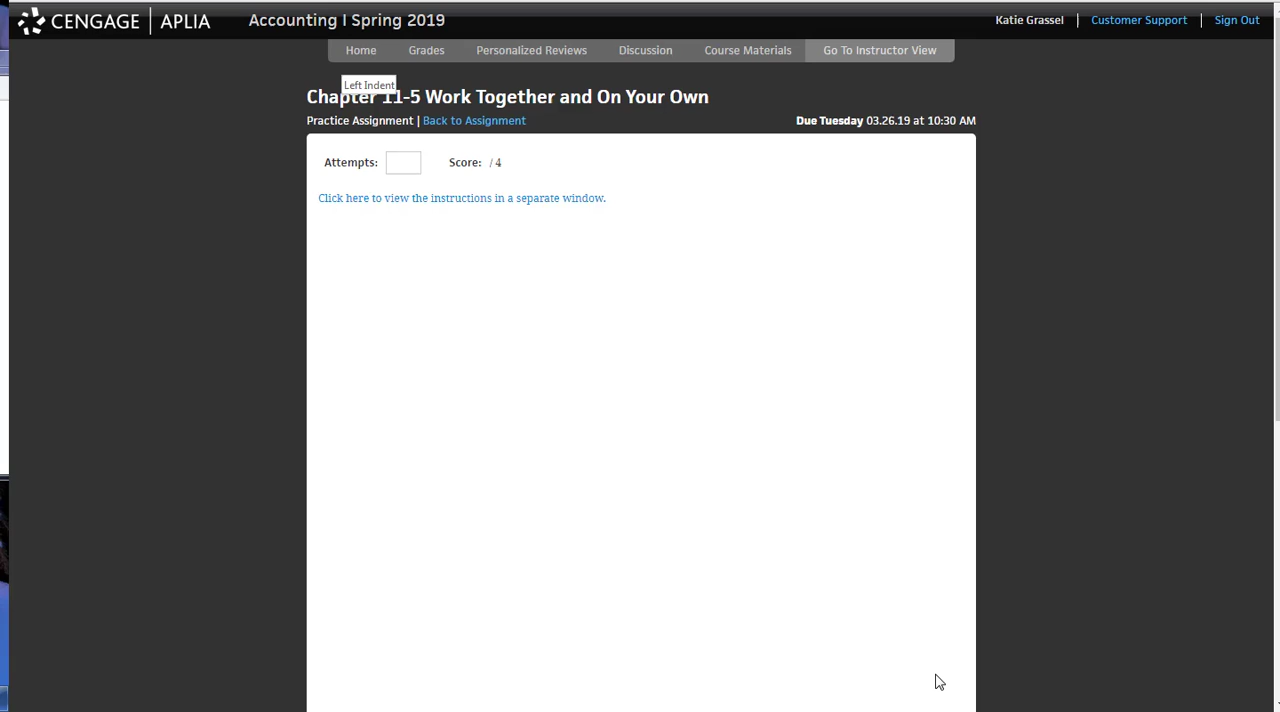 CENGAGE | APLIA Accounting I Spring 2019 Katie Grassel | Customer Support | Sign Out
Home Grades Personalized Reviews Discussion Course Materials Go To Instructor View
Left Indent
Chapter 11-5 Work Together and On Your Own
Practice Assignment | Back to Assignment Due Tuesday 03.26.19 at 10:30 AM
Attempts: Score: / 4
Click here to view the instructions in a separate window.